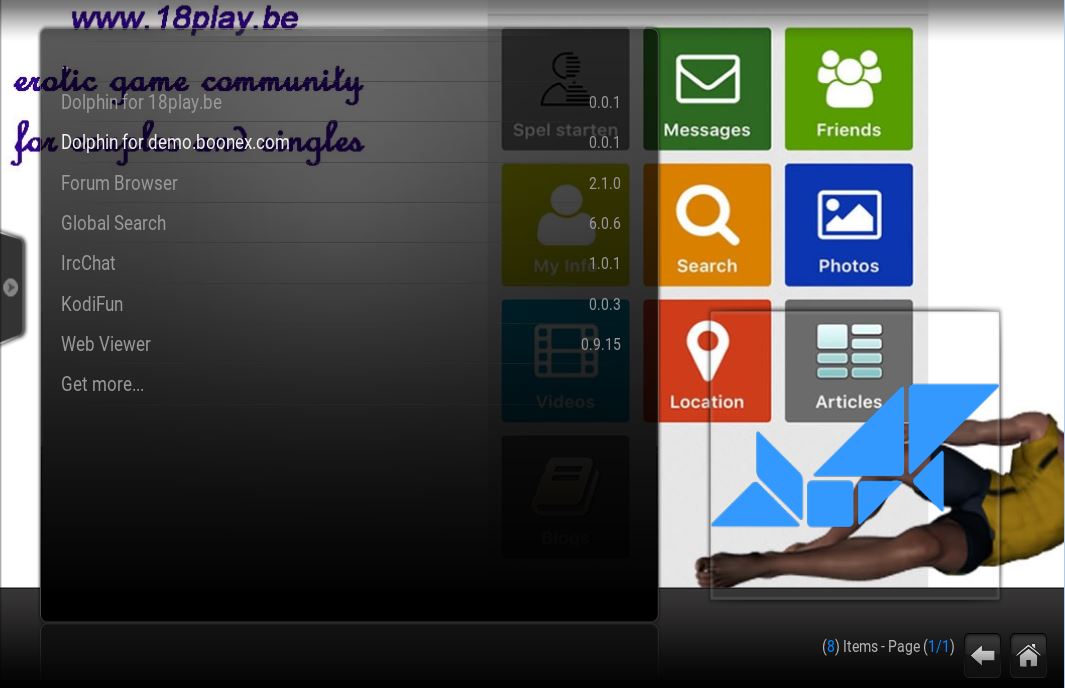 www.18play.be
erotic game community
for couples and singles
Dolphin for 18play.be 0.0.1
Dolphin for demo.boonex.com 0.0.1
Forum Browser 2.1.0
Global Search 6.0.6
IrcChat 1.0.1
KodiFun 0.0.3
Web Viewer 0.9.15
Get more...
Spel starten
Messages
Friends
My Info
Search
Photos
Videos
Location
Articles
Blogs
(8) Items - Page (1/1)